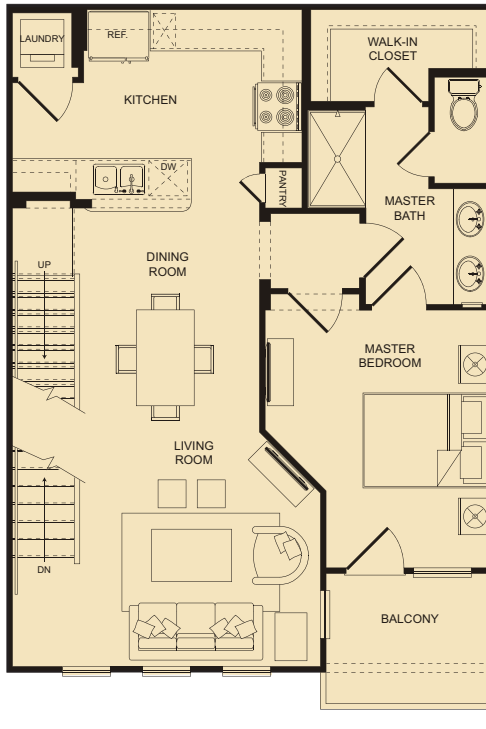 LAUNDRY
REF.
WALK-IN
CLOSET
KITCHEN
DW
PANTRY
MASTER
BATH
UP
DINING
ROOM
MASTER
BEDROOM
LIVING
ROOM
DN
BALCONY